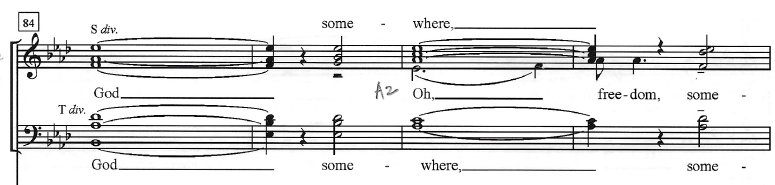 84
S div.
some - where,
God
A2
Oh, free-dom, some -
T div.
God some - where, some -